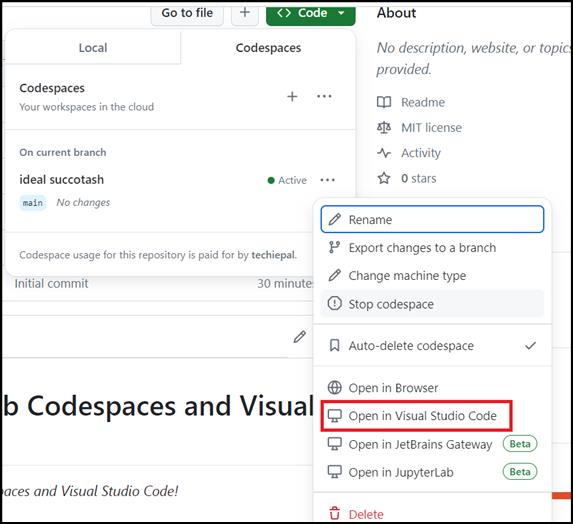 Go to file
+
<> Code
About
Local
Codespaces
No description, website, or topics
provided.
Codespaces
Your workspaces in the cloud
Readme
MIT license
Activity
0 stars
On current branch
ideal succotash
Active
main
No changes
Codespace usage for this repository is paid for by techiepal.
Initial commit
30 minutes
Rename
Export changes to a branch
Change machine type
Stop codespace
Auto-delete codespace
Open in Browser
Open in Visual Studio Code
Open in JetBrains Gateway Beta
Open in JupyterLab Beta
Delete
b Codespaces and Visual
paces and Visual Studio Code!